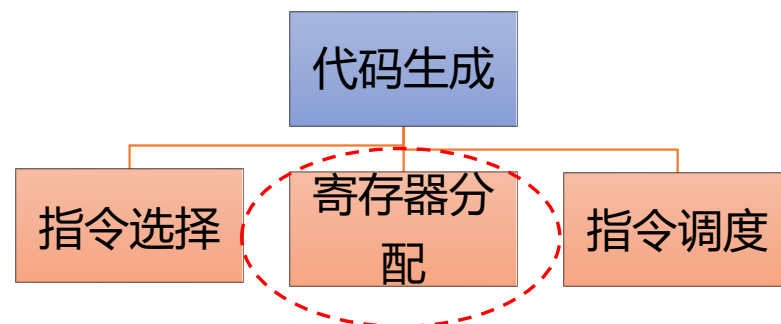 代码生成
指令选择
寄存器分
配
指令调度